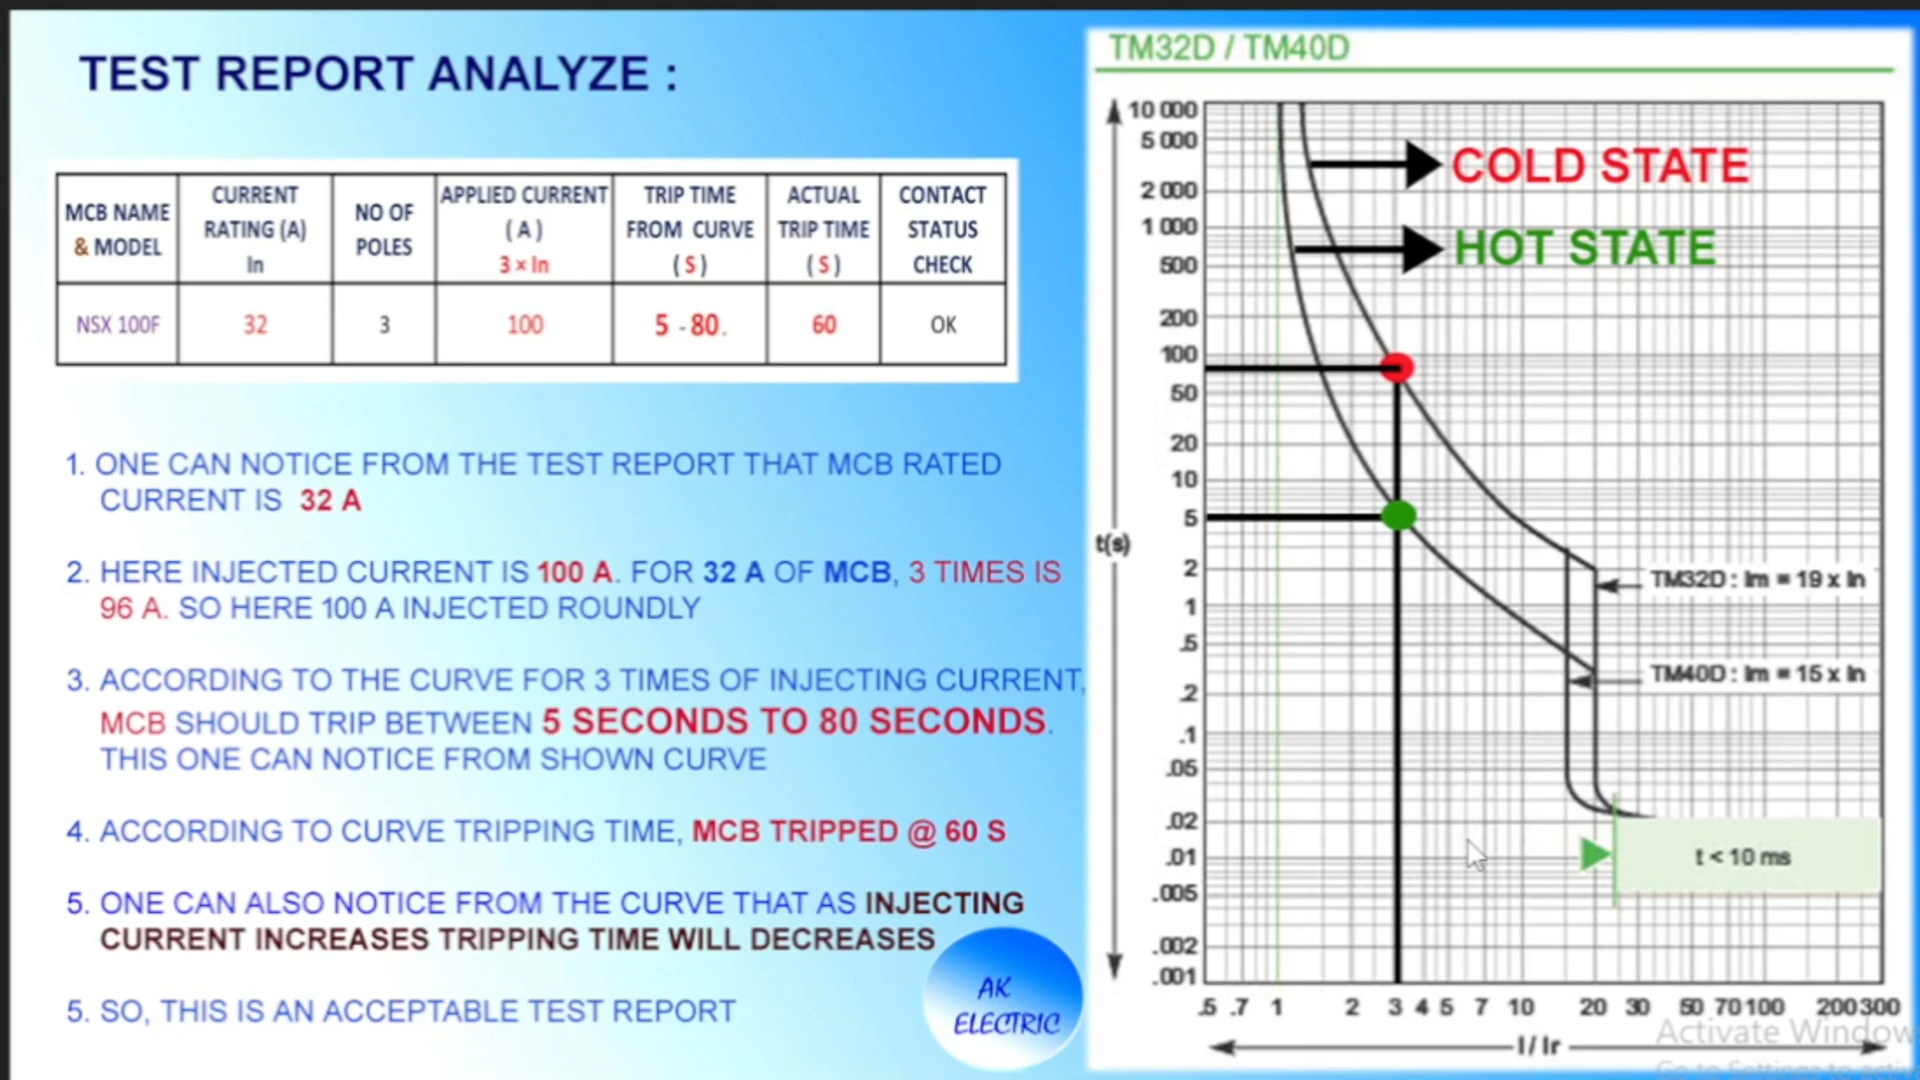 TEST REPORT ANALYZE :
MCB NAME
& MODEL
CURRENT
RATING (A)
In
NO OF
POLES
APPLIED CURRENT
( A )
3 × In
TRIP TIME
FROM CURVE
( S )
ACTUAL
TRIP TIME
( S )
CONTACT
STATUS
CHECK
NSX 100F
32
3
100
5 - 80.
60
OK
1. ONE CAN NOTICE FROM THE TEST REPORT THAT MCB RATED
CURRENT IS 32 A
2. HERE INJECTED CURRENT IS 100 A. FOR 32 A OF MCB, 3 TIMES IS
96 A. SO HERE 100 A INJECTED ROUNDLY
3. ACCORDING TO THE CURVE FOR 3 TIMES OF INJECTING CURRENT,
MCB SHOULD TRIP BETWEEN 5 SECONDS TO 80 SECONDS.
THIS ONE CAN NOTICE FROM SHOWN CURVE
4. ACCORDING TO CURVE TRIPPING TIME, MCB TRIPPED @ 60 S
5. ONE CAN ALSO NOTICE FROM THE CURVE THAT AS INJECTING
CURRENT INCREASES TRIPPING TIME WILL DECREASES
5. SO, THIS IS AN ACCEPTABLE TEST REPORT
AK
ELECTRIC
TM32D / TM40D
10 000
5 000
2 000
1 000
500
200
100
50
20
10
5
2
1
.5
.2
.1
.05
.02
.01
.005
.002
.001
t(s)
COLD STATE
HOT STATE
TM32D : Im = 19 x In
TM40D : Im = 15 x In
t < 10 ms
.5 .7 1 2 3 4 5 7 10 20 30 50 70 100 200 300
I / Ir
Activate Window
Go to Settings to activ